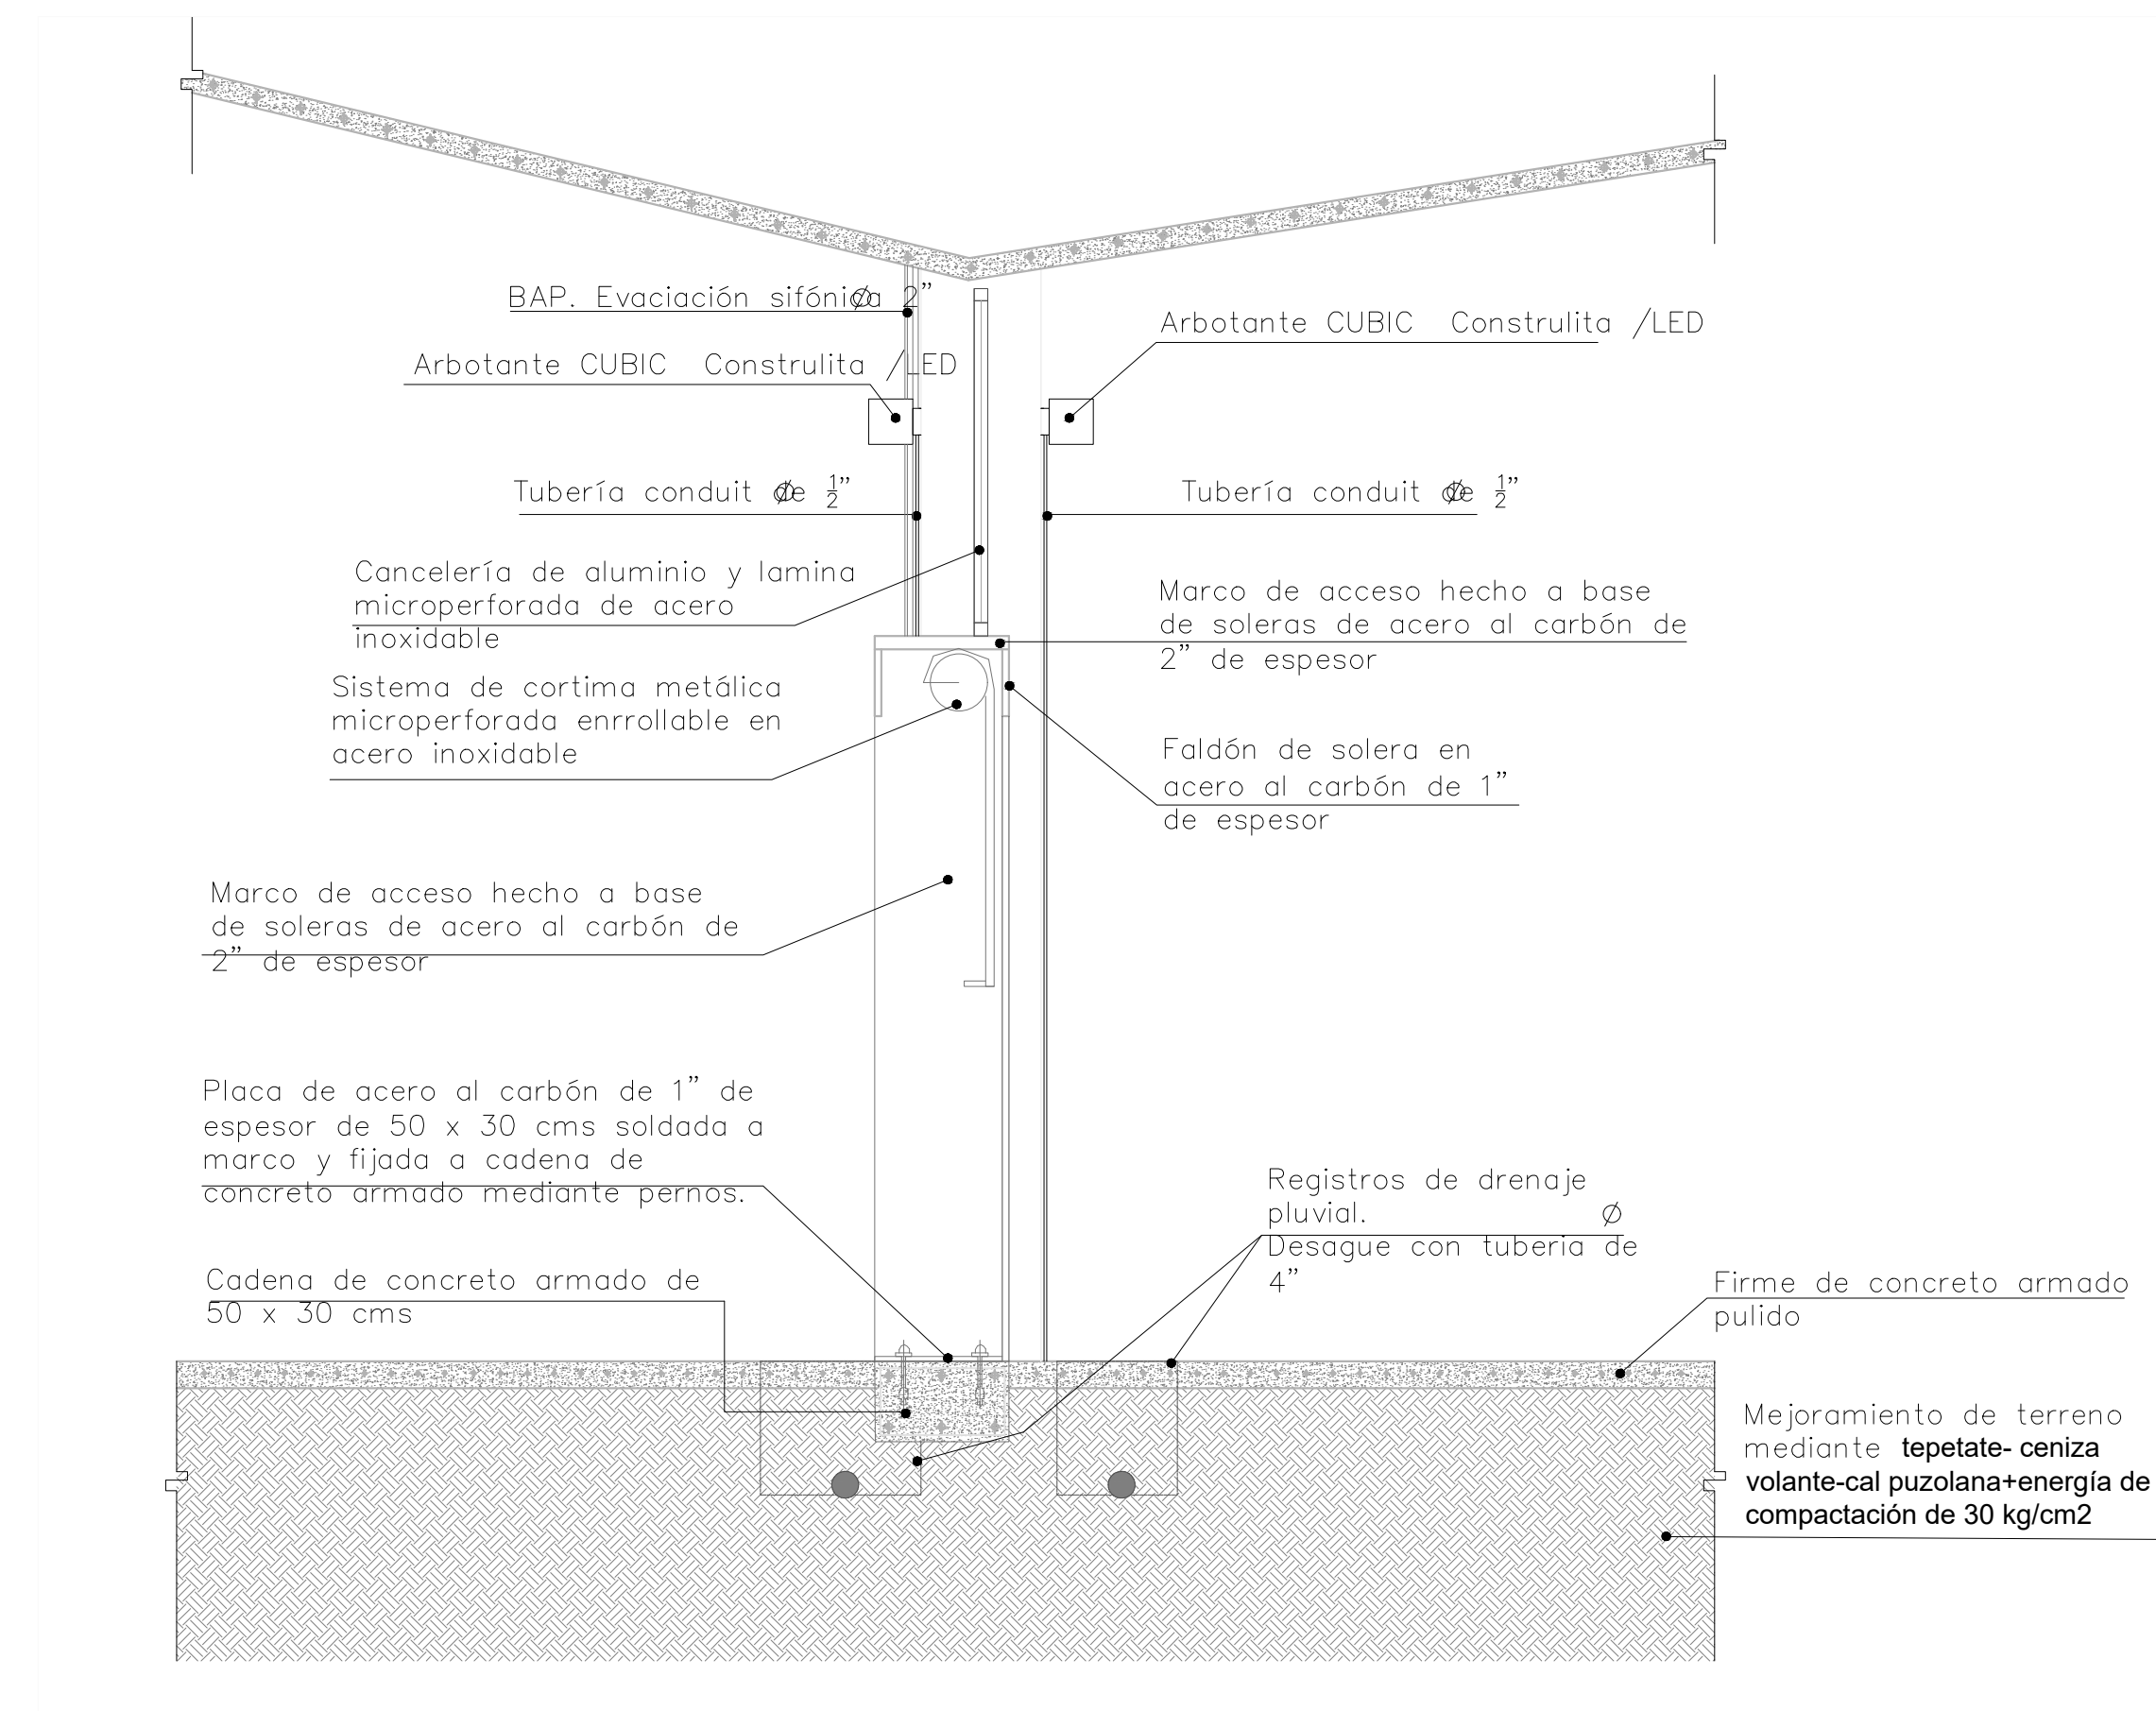 BAP. Evaciación sifónica Ø 2”
Arbotante CUBIC Construlita /LED
Arbotante CUBIC Construlita /LED
Tubería conduit de Ø ½”
Tubería conduit de Ø ½”
Cancelería de aluminio y lamina
microperforada de acero
inoxidable
Marco de acceso hecho a base
de soleras de acero al carbón de
2” de espesor
Sistema de cortima metálica
microperforada enrrollable en
acero inoxidable
Faldón de solera en
acero al carbón de 1”
de espesor
Marco de acceso hecho a base
de soleras de acero al carbón de
2” de espesor
Placa de acero al carbón de 1” de
espesor de 50 x 30 cms soldada a
marco y fijada a cadena de
concreto armado mediante pernos.
Registros de drenaje
pluvial. Ø
Desague con tuberia de
4”
Cadena de concreto armado de
50 x 30 cms
Firme de concreto armado
pulido
Mejoramiento de terreno
mediante tepetate- ceniza
volante-cal puzolana+energía de
compactación de 30 kg/cm2